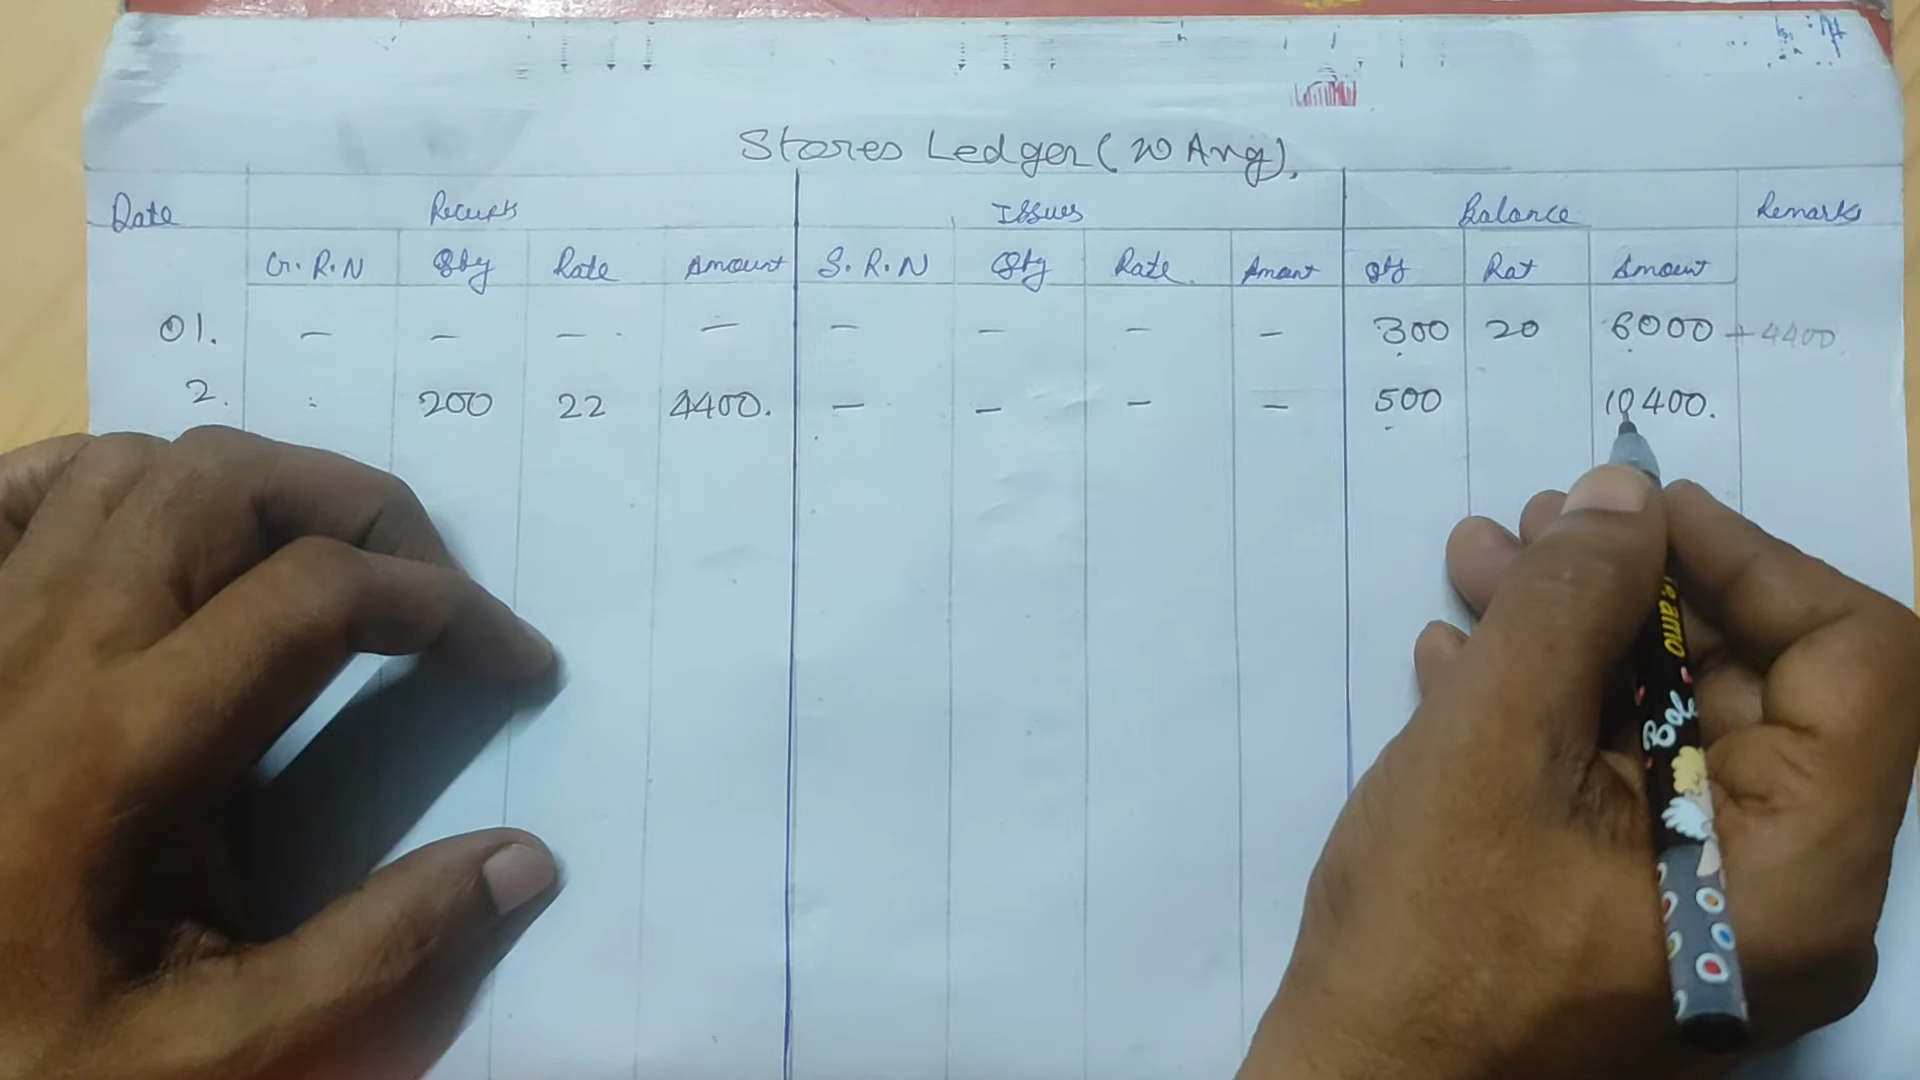 Stores Ledger (W Avg).
Date Receipts Issues Balance Remarks
G.R.N Qty Rate Amount S.R.N Qty Rate. Amount Qty Rat Amount
01. — — — — — — — — 300 20 6000 + 4400.
2. 200 22 4400. — — — — 500 10400.